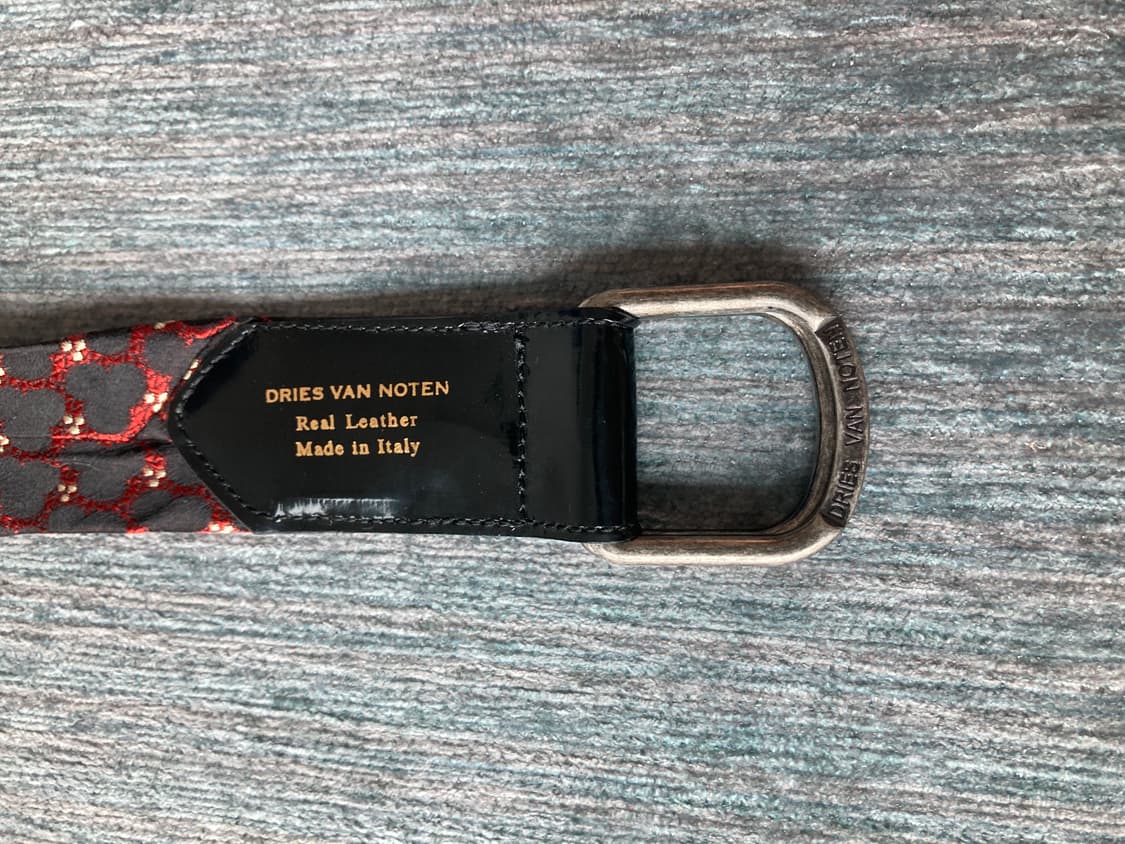 DRIES VAN NOTEN
Real Leather
Made in Italy
DRIES VAN NOTEN